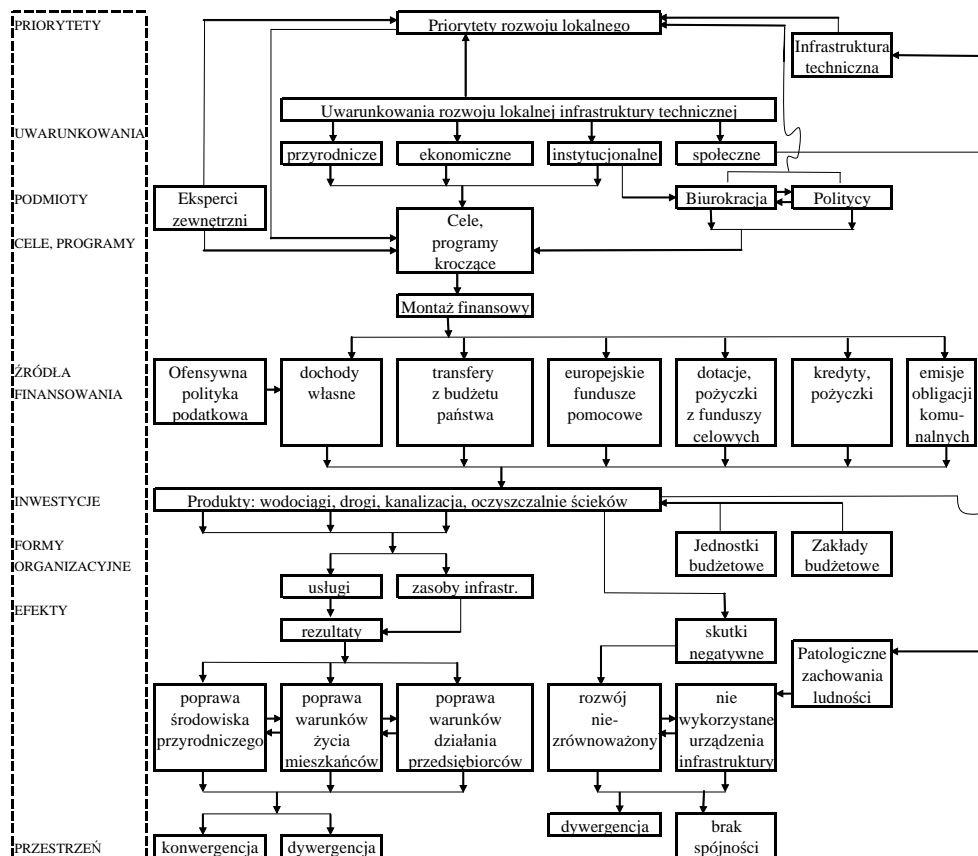 PRIORYTETY
Priorytety rozwoju lokalnego
Infrastruktura
techniczna
Uwarunkowania rozwoju lokalnej infrastruktury technicznej
UWARUNKOWANIA
przyrodnicze
ekonomiczne
instytucjonalne
społeczne
PODMIOTY
Eksperci
zewnętrzni
Biurokracja
Politycy
CELE, PROGRAMY
Cele,
programy
kroczące
Montaż finansowy
ŹRÓDŁA
FINANSOWANIA
Ofensywna
polityka
podatkowa
dochody
własne
transfery
z budżetu
państwa
europejskie
fundusze
pomocowe
dotacje,
pożyczki
z funduszy
celowych
kredyty,
pożyczki
emisje
obligacji
komu-
nalnych
INWESTYCJE
Produkty: wodociągi, drogi, kanalizacja, oczyszczalnie ścieków
FORMY
ORGANIZACYJNE
Jednostki
budżetowe
Zakłady
budżetowe
usługi
zasoby infrastr.
EFEKTY
rezultaty
skutki
negatywne
Patologiczne
zachowania
ludności
poprawa
środowiska
przyrodniczego
poprawa
warunków
życia
mieszkańców
poprawa
warunków
działania
przedsiębiorców
rozwój
nie-
zrównoważony
nie
wykorzystane
urządzenia
infrastruktury
PRZESTRZEŃ
konwergencja
dywergencja
dywergencja
brak
spójności